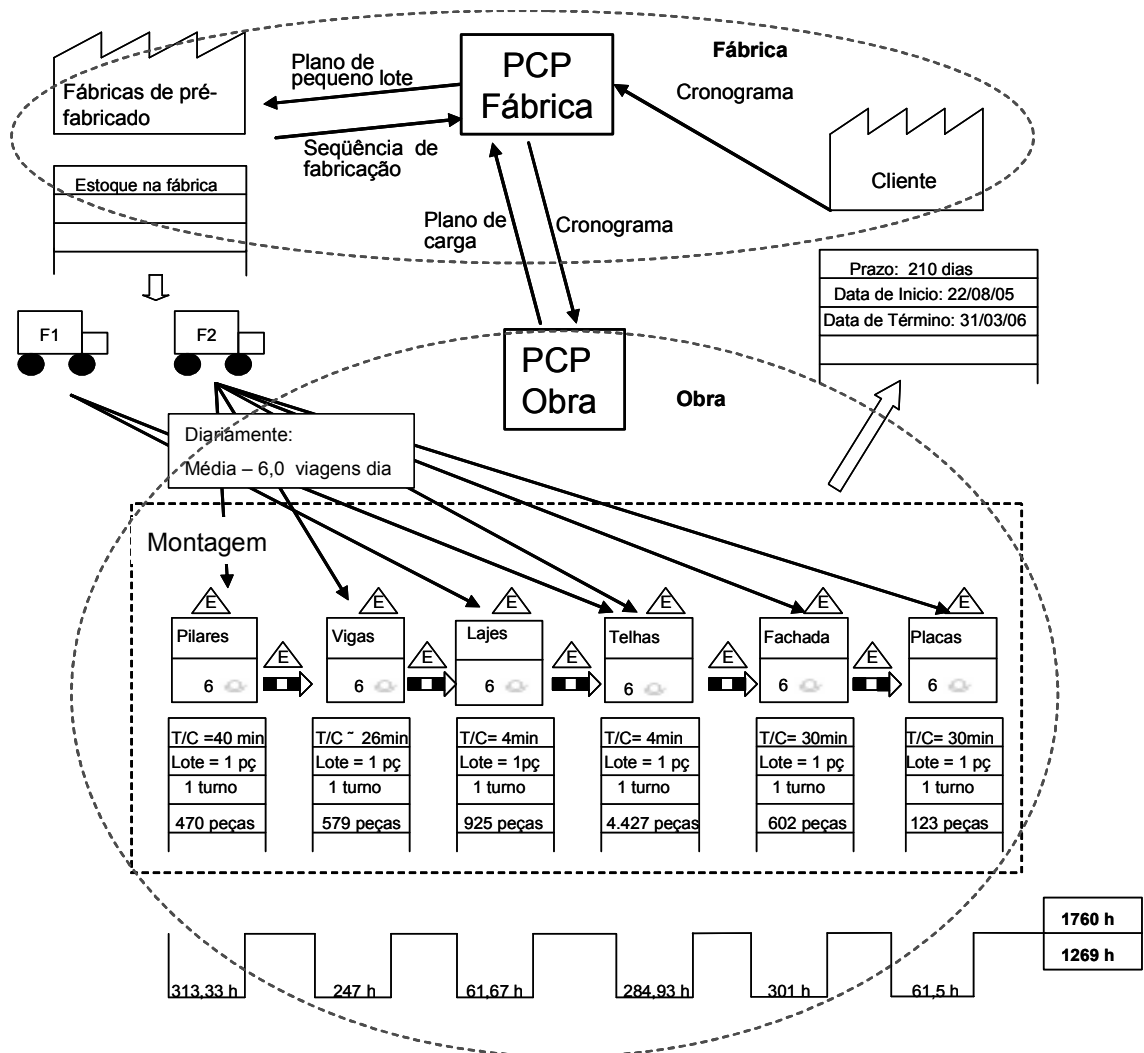 Fábrica
Plano de
pequeno lote
PCP
Fábrica
Cronograma
Fábricas de pré-
fabricado
Seqüência de
fabricação
Cliente
Estoque na fábrica
Plano de
carga
Cronograma
Prazo: 210 dias
Data de Inicio: 22/08/05
Data de Término: 31/03/06
F1
F2
PCP
Obra
Obra
Diariamente:
Média – 6,0 viagens dia
Montagem
E
E
E
E
E
E
Pilares
Vigas
Lajes
Telhas
Fachada
Placas
E
E
E
E
E
6
6
6
6
6
6
T/C =40 min
T/C ˜ 26min
T/C= 4min
T/C= 4min
T/C= 30min
T/C= 30min
Lote = 1 pç
Lote = 1 pç
Lote = 1pç
Lote = 1 pç
Lote = 1 pç
Lote = 1 pç
1 turno
1 turno
1 turno
1 turno
1 turno
1 turno
470 peças
579 peças
925 peças
4.427 peças
602 peças
123 peças
1760 h
1269 h
313,33 h
247 h
61,67 h
284,93 h
301 h
61,5 h